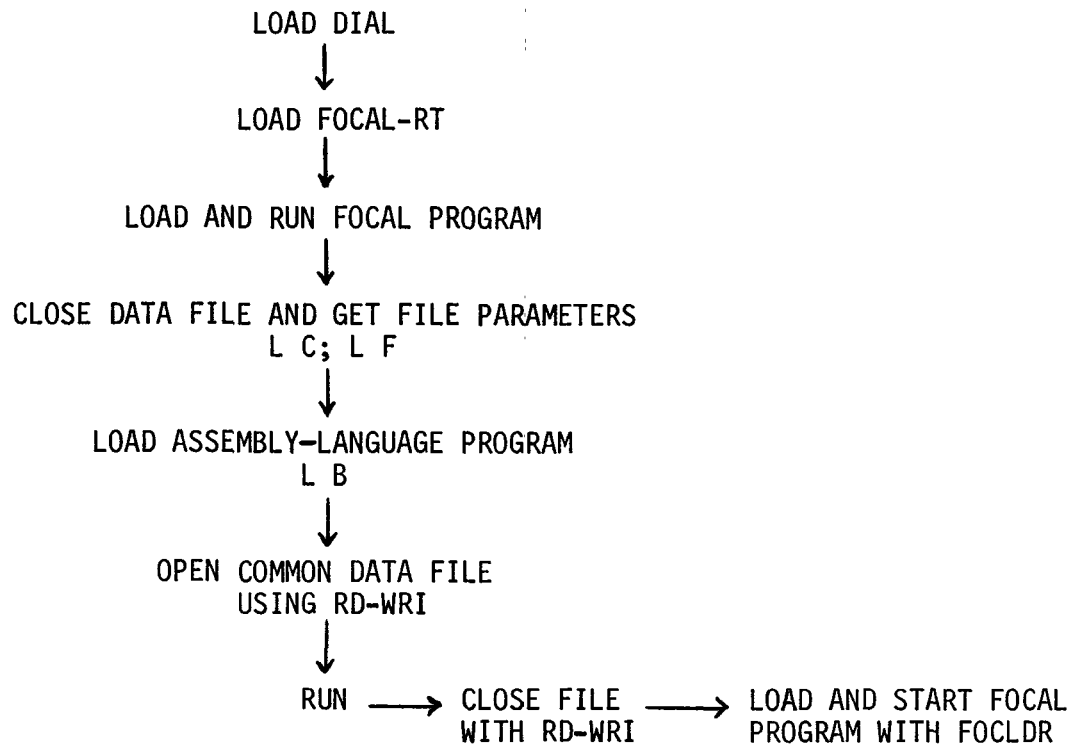 LOAD DIAL
LOAD FOCAL-RT
LOAD AND RUN FOCAL PROGRAM
CLOSE DATA FILE AND GET FILE PARAMETERS
L C; L F
LOAD ASSEMBLY-LANGUAGE PROGRAM
L B
OPEN COMMON DATA FILE
USING RD-WRI
RUN
CLOSE FILE
WITH RD-WRI
LOAD AND START FOCAL
PROGRAM WITH FOCLDR